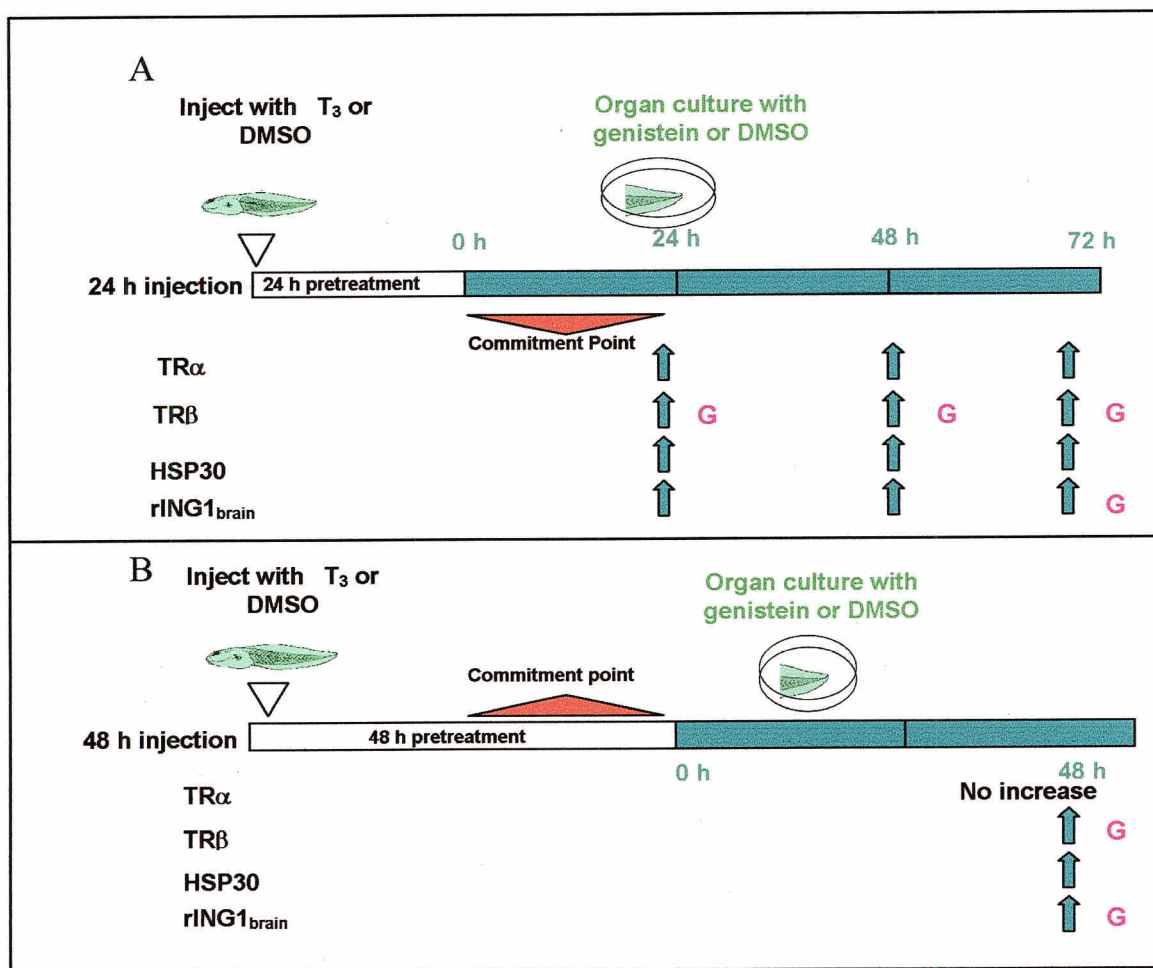 A
Inject with T3 or
DMSO
Organ culture with
genistein or DMSO
0 h
24 h
48 h
72 h
24 h injection
24 h pretreatment
Commitment Point
TRα
TRβ
G
G
G
HSP30
rING1brain
G
B
Inject with T3 or
DMSO
Organ culture with
genistein or DMSO
Commitment point
48 h injection
48 h pretreatment
0 h
48 h
TRα
No increase
TRβ
G
HSP30
rING1brain
G